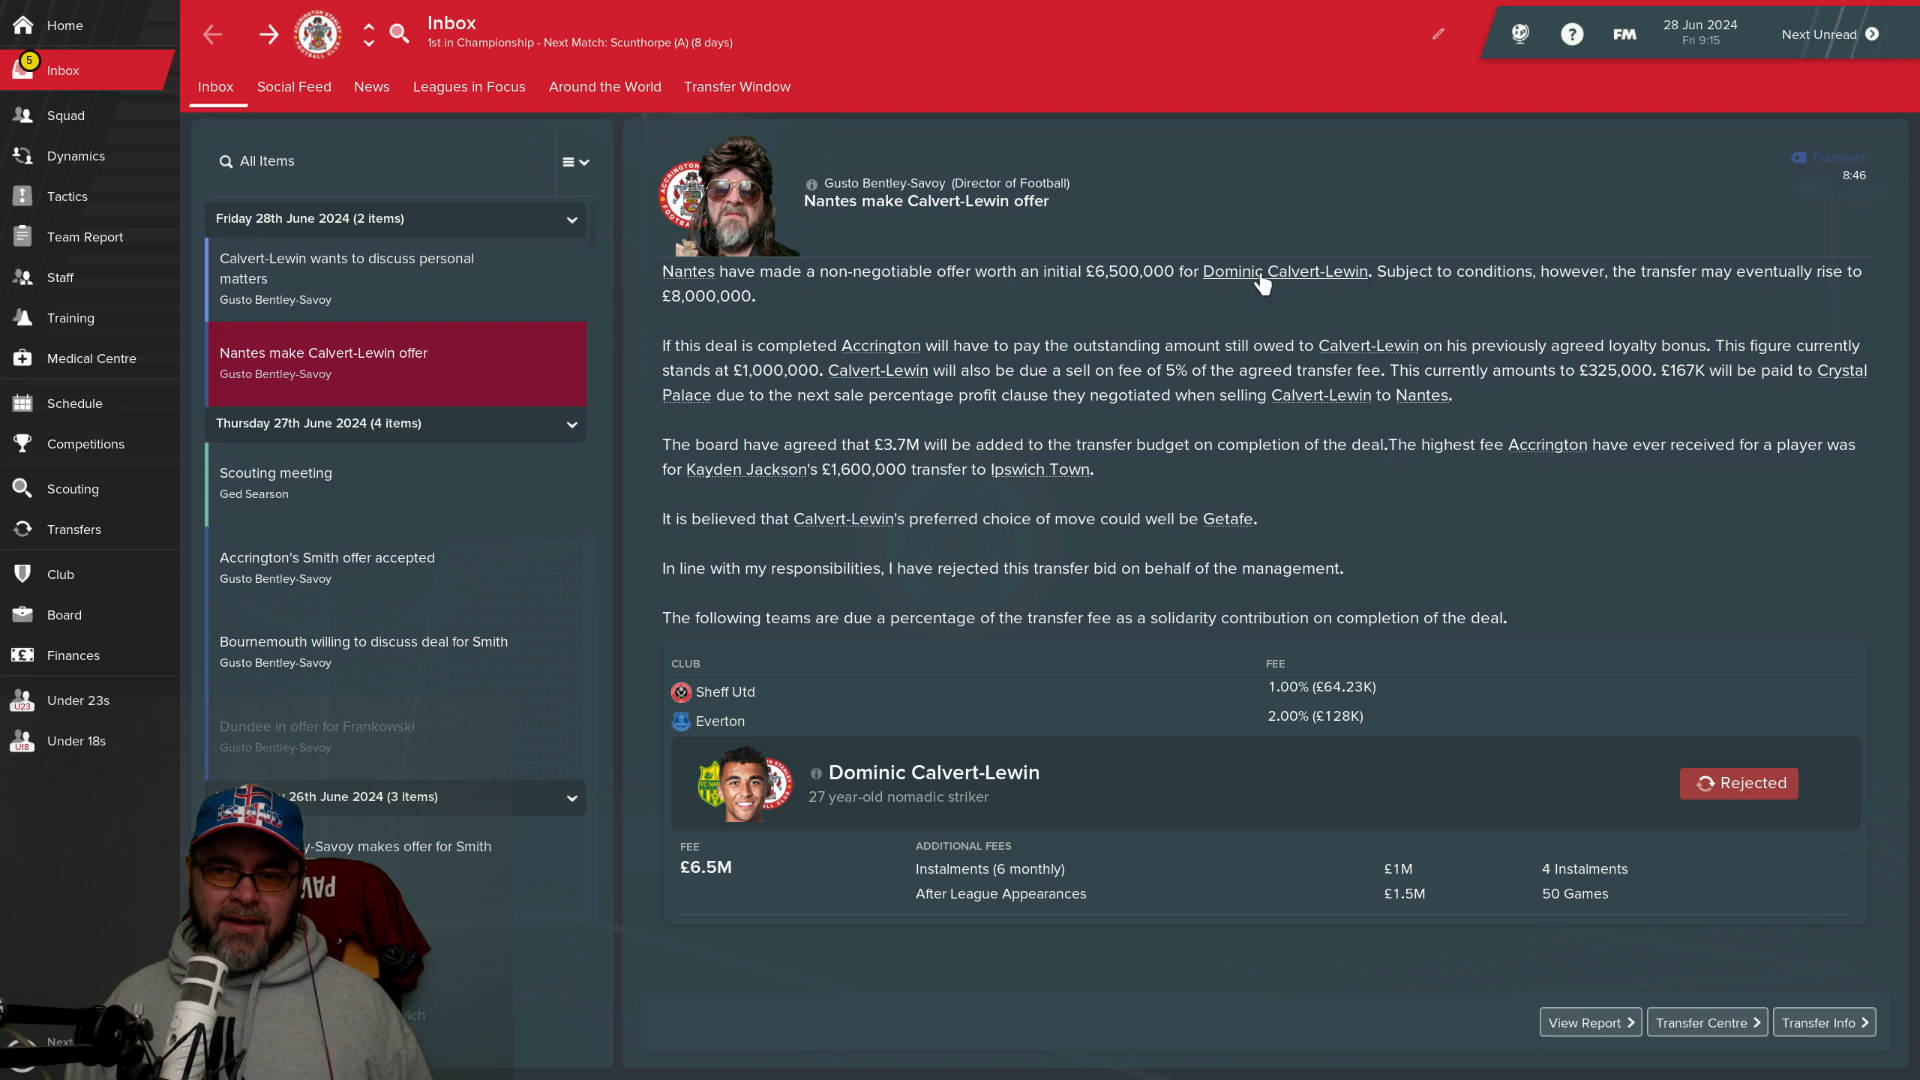 Home
5
Inbox
Squad
Dynamics
Tactics
Team Report
Staff
Training
Medical Centre
Schedule
Competitions
Scouting
Transfers
Club
Board
Finances
U23
Under 23s
U18
Under 18s
Next
Inbox
1st in Championship - Next Match: Scunthorpe (A) (8 days)
?
FM
28 Jun 2024
Fri 9:15
Next Unread
Inbox
Social Feed
News
Leagues in Focus
Around the World
Transfer Window
All Items
Friday 28th June 2024 (2 items)
Calvert-Lewin wants to discuss personal
matters
Gusto Bentley-Savoy
Nantes make Calvert-Lewin offer
Gusto Bentley-Savoy
Thursday 27th June 2024 (4 items)
Scouting meeting
Ged Searson
Accrington's Smith offer accepted
Gusto Bentley-Savoy
Bournemouth willing to discuss deal for Smith
Gusto Bentley-Savoy
Dundee in offer for Frankowski
Gusto Bentley-Savoy
26th June 2024 (3 items)
y-Savoy makes offer for Smith
PAV
Transfers
8:46
Gusto Bentley-Savoy (Director of Football)
Nantes make Calvert-Lewin offer
Nantes have made a non-negotiable offer worth an initial £6,500,000 for Dominic Calvert-Lewin. Subject to conditions, however, the transfer may eventually rise to
£8,000,000.
If this deal is completed Accrington will have to pay the outstanding amount still owed to Calvert-Lewin on his previously agreed loyalty bonus. This figure currently
stands at £1,000,000. Calvert-Lewin will also be due a sell on fee of 5% of the agreed transfer fee. This currently amounts to £325,000. £167K will be paid to Crystal
Palace due to the next sale percentage profit clause they negotiated when selling Calvert-Lewin to Nantes.
The board have agreed that £3.7M will be added to the transfer budget on completion of the deal.The highest fee Accrington have ever received for a player was
for Kayden Jackson's £1,600,000 transfer to Ipswich Town.
It is believed that Calvert-Lewin's preferred choice of move could well be Getafe.
In line with my responsibilities, I have rejected this transfer bid on behalf of the management.
The following teams are due a percentage of the transfer fee as a solidarity contribution on completion of the deal.
CLUB FEE
Sheff Utd 1.00% (£64.23K)
Everton 2.00% (£128K)
Dominic Calvert-Lewin
27 year-old nomadic striker
Rejected
FEE
£6.5M
ADDITIONAL FEES
Instalments (6 monthly) £1M 4 Instalments
After League Appearances £1.5M 50 Games
View Report
Transfer Centre
Transfer Info